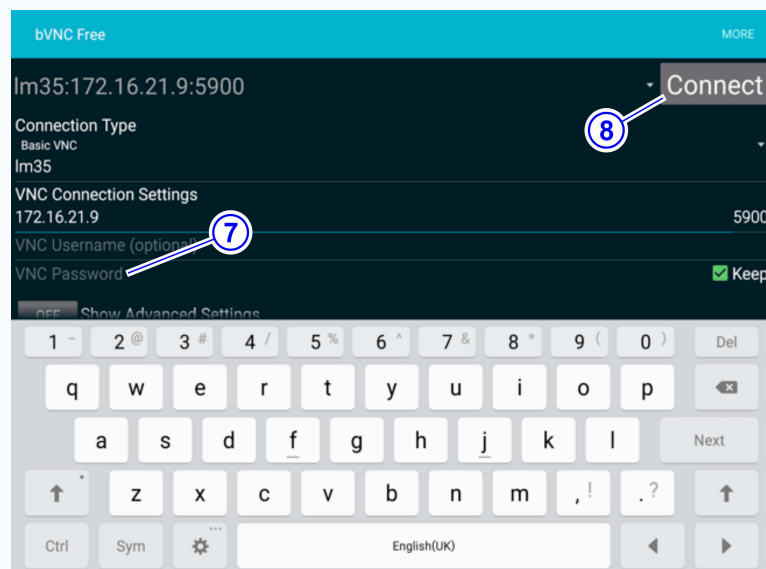 bVNC Free MORE
lm35:172.16.21.9:5900 Connect
8
Connection Type
Basic VNC
lm35
VNC Connection Settings
172.16.21.9 5900
7
VNC Username (optional)
VNC Password Keep
OFF Show Advanced Settings
1 - 2 @ 3 # 4 / 5 % 6 ^ 7 & 8 * 9 ( 0 ) Del
q w e r t y u i o p
a s d f g h j k l Next
z x c v b n m , ! . ?
Ctrl Sym English(UK)